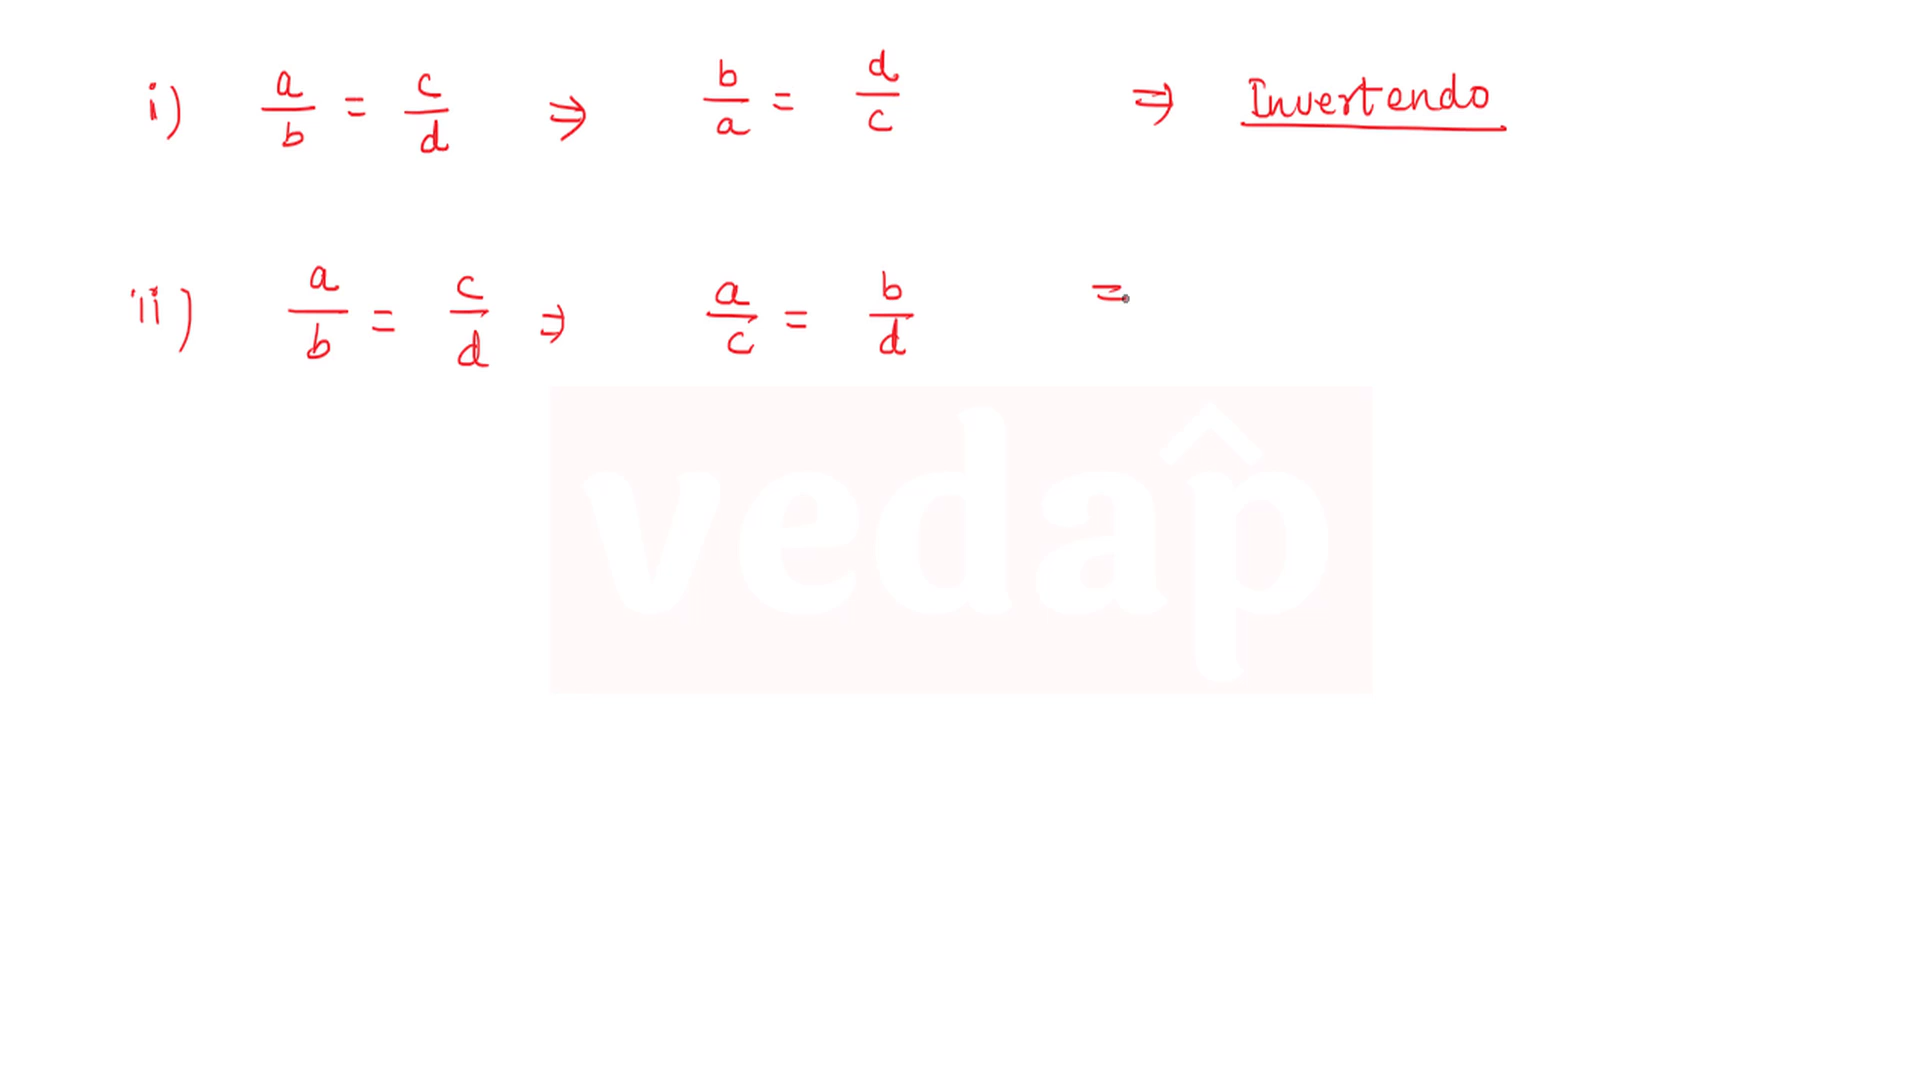 i) a/b = c/d ⇒ b/a = d/c ⇒ Invertendo
ii) a/b = c/d ⇒ a/c = b/d =
vedap̂